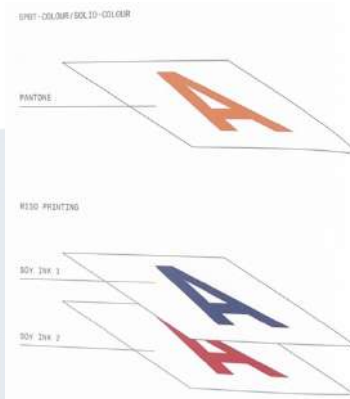 SPOT-COLOUR/SOLID-COLOUR
A
PANTONE
RISO PRINTING
SOY INK 1
A
SOY INK 2
A